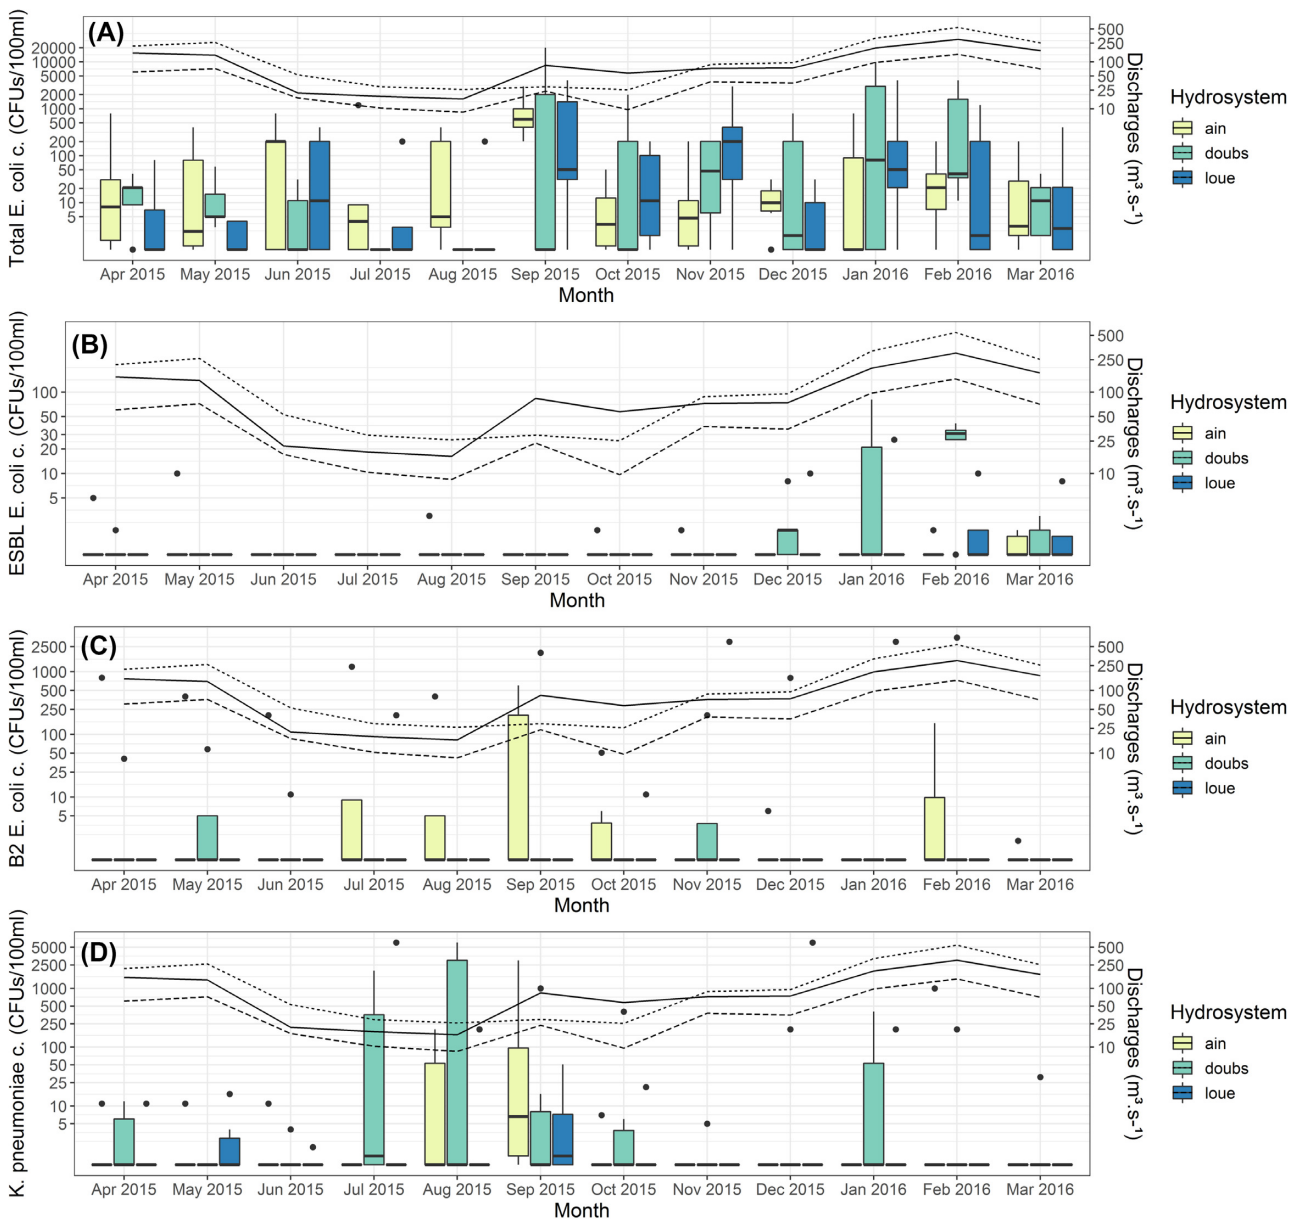 (A)
Total E. coli c. (CFUs/100ml)
20000
10000
5000
2000
1000
500
200
100
50
20
5
500
250
100
50
25
10
Discharges (m³.s-¹)
Apr 2015 May 2015 Jun 2015 Jul 2015 Aug 2015 Sep 2015 Oct 2015 Nov 2015 Dec 2015 Jan 2016 Feb 2016 Mar 2016
Month
Hydrosystem
ain
doubs
loue
(B)
ESBL E. coli c. (CFUs/100ml)
100
50
30
20
10
5
500
250
100
50
25
10
Discharges (m³.s-¹)
Apr 2015 May 2015 Jun 2015 Jul 2015 Aug 2015 Sep 2015 Oct 2015 Nov 2015 Dec 2015 Jan 2016 Feb 2016 Mar 2016
Month
Hydrosystem
ain
doubs
loue
(C)
B2 E. coli c. (CFUs/100ml)
2500
1000
500
250
100
50
25
10
5
500
250
100
50
25
10
Discharges (m³.s-¹)
Apr 2015 May 2015 Jun 2015 Jul 2015 Aug 2015 Sep 2015 Oct 2015 Nov 2015 Dec 2015 Jan 2016 Feb 2016 Mar 2016
Month
Hydrosystem
ain
doubs
loue
(D)
K. pneumoniae c. (CFUs/100ml)
5000
2500
1000
500
250
100
50
25
10
5
500
250
100
50
25
10
Discharges (m³.s-¹)
Apr 2015 May 2015 Jun 2015 Jul 2015 Aug 2015 Sep 2015 Oct 2015 Nov 2015 Dec 2015 Jan 2016 Feb 2016 Mar 2016
Month
Hydrosystem
ain
doubs
loue